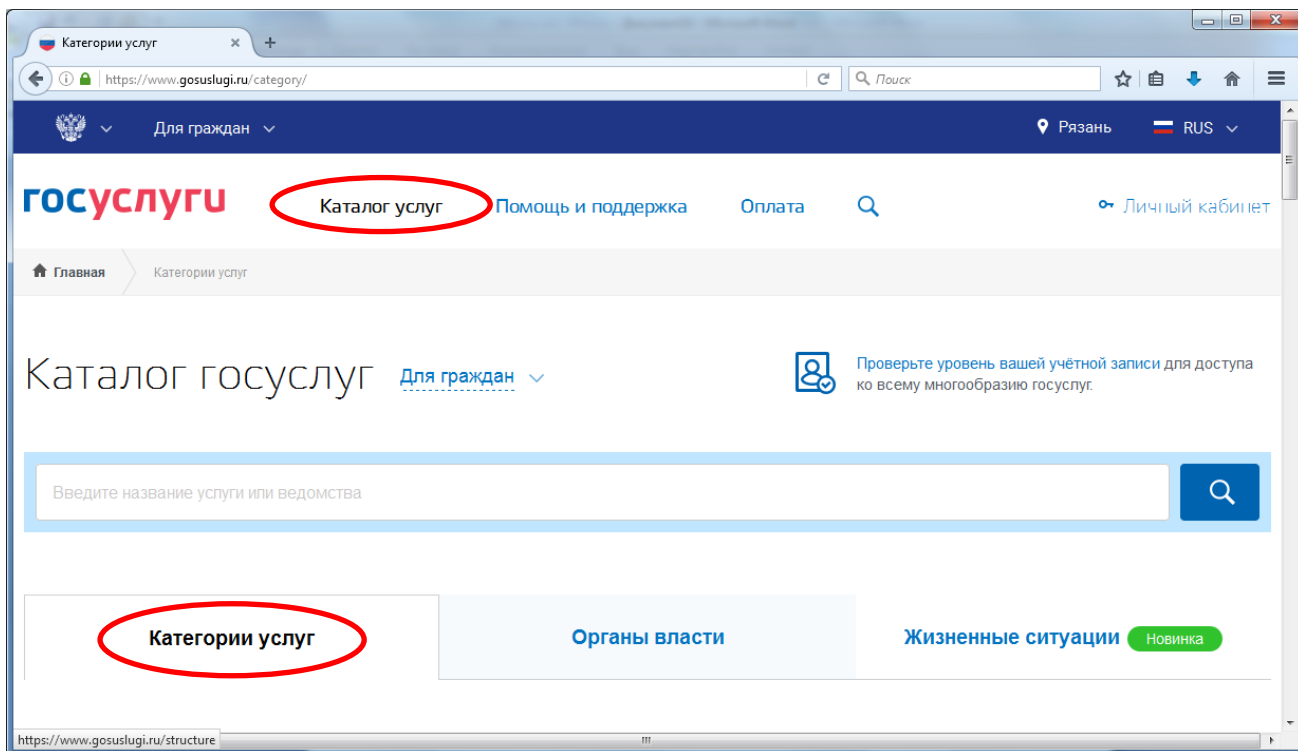 Категории услуг
https://www.gosuslugi.ru/category/
Поиск
Для граждан
Рязань
RUS
госуслуги
Каталог услуг
Помощь и поддержка
Оплата
Личный кабинет
Главная
Категории услуг
Каталог госуслуг
Для граждан
Проверьте уровень вашей учётной записи для доступа
ко всему многообразию госуслуг.
Введите название услуги или ведомства
Категории услуг
Органы власти
Жизненные ситуации
Новинка
https://www.gosuslugi.ru/structure